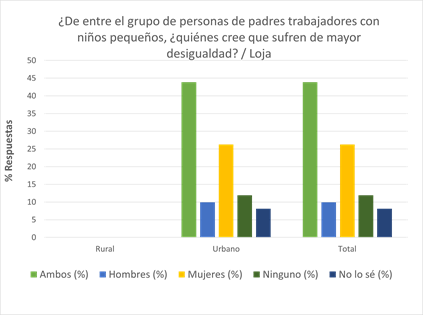 ¿De entre el grupo de personas de padres trabajadores con
niños pequeños, ¿quiénes cree que sufren de mayor
desigualdad? / Loja
50
45
40
35
30
25
20
15
10
5
0
% Respuestas
Rural Urbano Total
Ambos (%) Hombres (%) Mujeres (%) Ninguno (%) No lo sé (%)